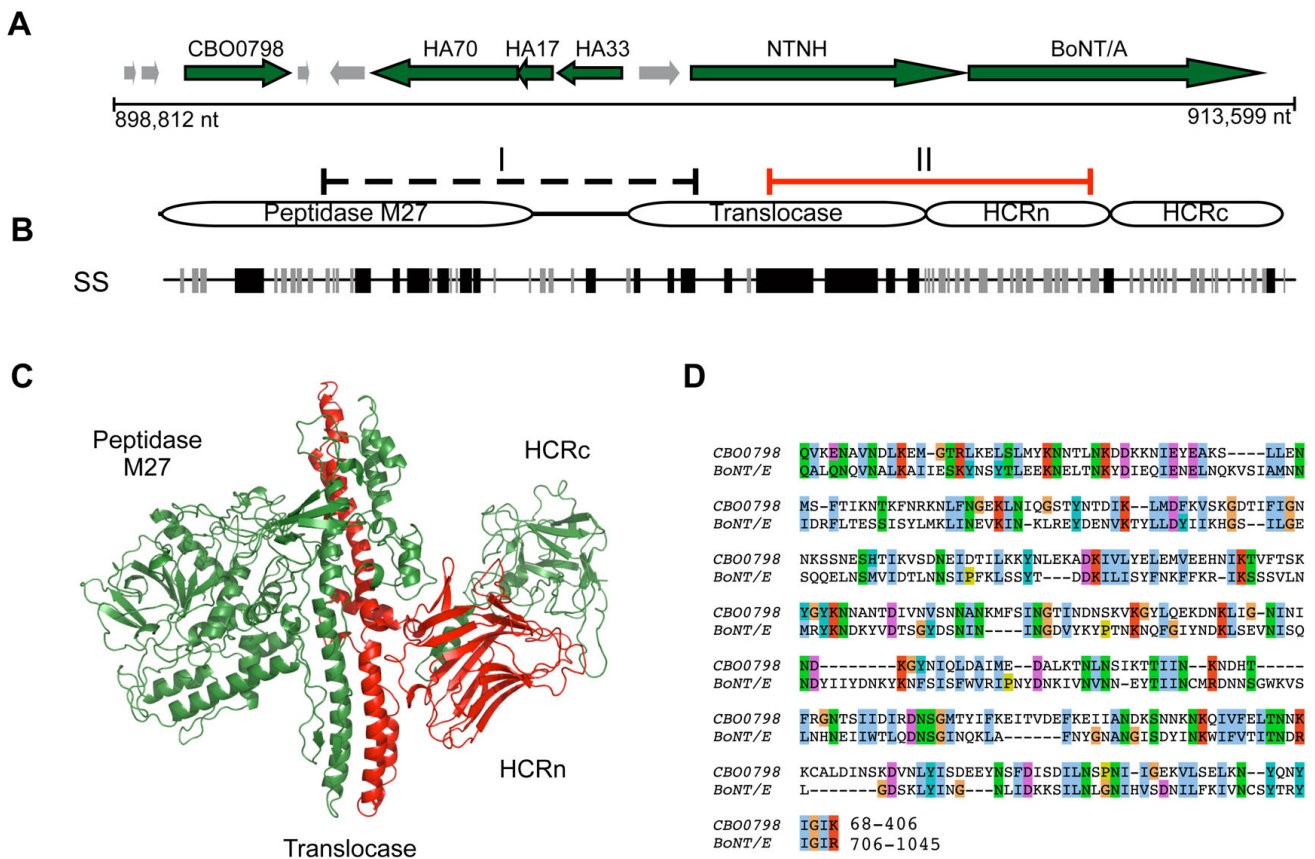 A
CBO0798 HA70 HA17 HA33 NTNH BoNT/A
898,812 nt 913,599 nt
I II
Peptidase M27 Translocase HCRn HCRc
B
SS
C
Peptidase
M27
HCRc
HCRn
Translocase
D
CBO0798 QVKENAVNDLKEM-GTRLKELSLMYKNNTLNKDDKKNIEYEAKS----LLEN
BoNT/E QALQNQVNALKAIIESKYNSYTLEEKNELTNKYDIEQIENELNQKVSIAMNN
CBO0798 MS-FTIKNTKFNRKNLFNGEKLNIQGSTYNTDIK--LMDFKVSKGDTIFIGN
BoNT/E IDRFLTESSISYLMKLINEVKIN-KLREYDENVKTYLLDYIIKHGS--ILGE
CBO0798 NKSSNESHTIKVSDNEIDTILKKYNLEKADKIVLYELEMVEEHNIKTVFTSK
BoNT/E SQQELNSMVIDTLNNSIPFKLSSYT--DDKILISYFNKFFKR-IKSSSVLN
CBO0798 YGYKNNANTDIVNVSNNANKMFSINGTINDNSKVKGYLQEKDNKLIG-NINI
BoNT/E MRYKNDKYVDTSGYDSNIN----INGDVYKYPTNKNQFGIYNDKLSEVNISQ
CBO0798 ND--------KGYNIQLDAIME--DALKTNLNSIKTTIIN-KNDHT------
BoNT/E NDYIIYDNKYKNFSISFWVRIPNYDNKIVNVNN-EYTIINCMRDNNSGWKVS
CBO0798 FRGNTSIIDIRDNSGMTYIFKEITVDEFKEIIANDKSNNKNKQIVFELTNNK
BoNT/E LNHNEIIWTLQDNSGINQKLA------FNYGNANGISDYINKWIFVTITNDR
CBO0798 KCALDINSKDVNLYISDEEYNSFDISDILNSPNI-IGEKVLSELKN--YQNY
BoNT/E L-------GDSKLYING---NLIDKKSILNLGNIHVSDNILFKIVNCSYTRY
CBO0798 IGIK 68-406
BoNT/E IGIR 706-1045